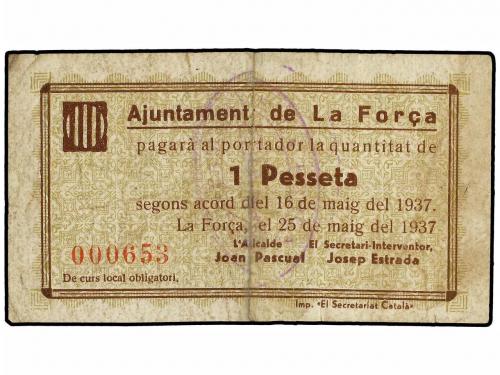 Ajuntament de La Força
pagarà al portador la quantitat de
1 Pesseta
segons acord del 16 de maig del 1937.
La Força, el 25 de maig del 1937
L'Alcalde El Secretari-Interventor,
000653 Joan Pascual Josep Estrada
De curs local obligatori.
Imp. «El Secretariat Català»